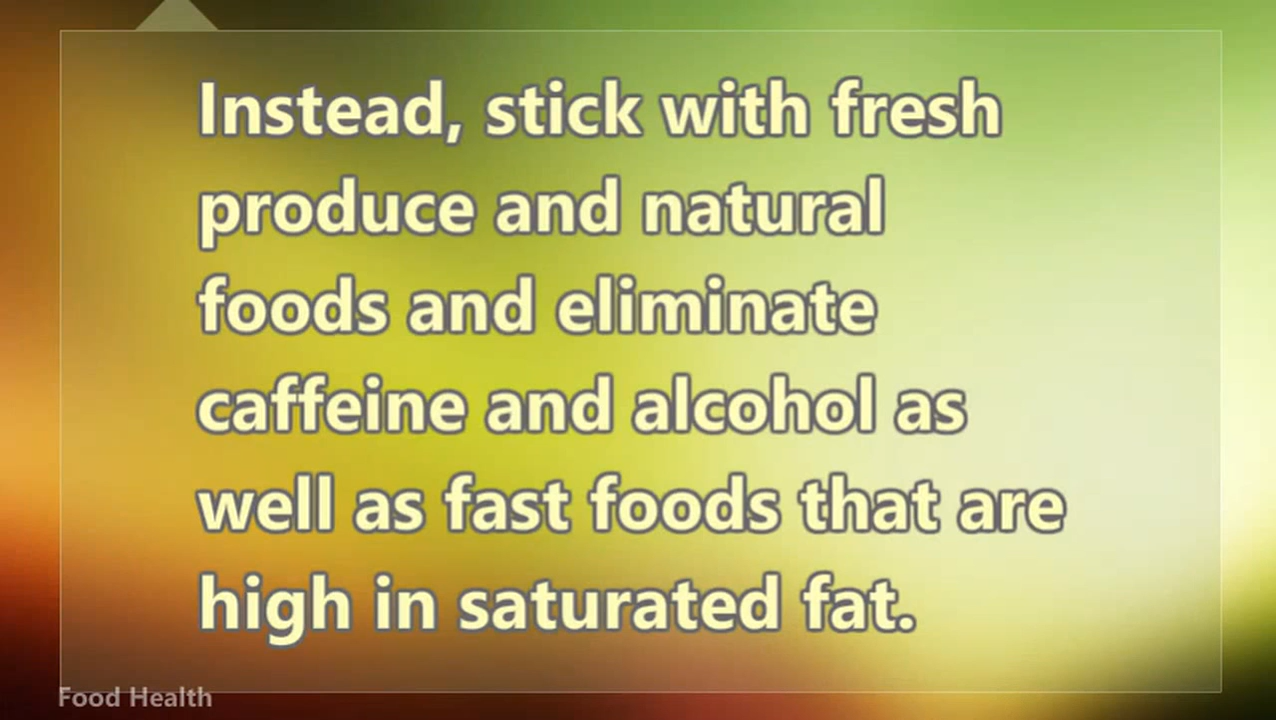 Instead, stick with fresh
produce and natural
foods and eliminate
caffeine and alcohol as
well as fast foods that are
high in saturated fat.
Food Health